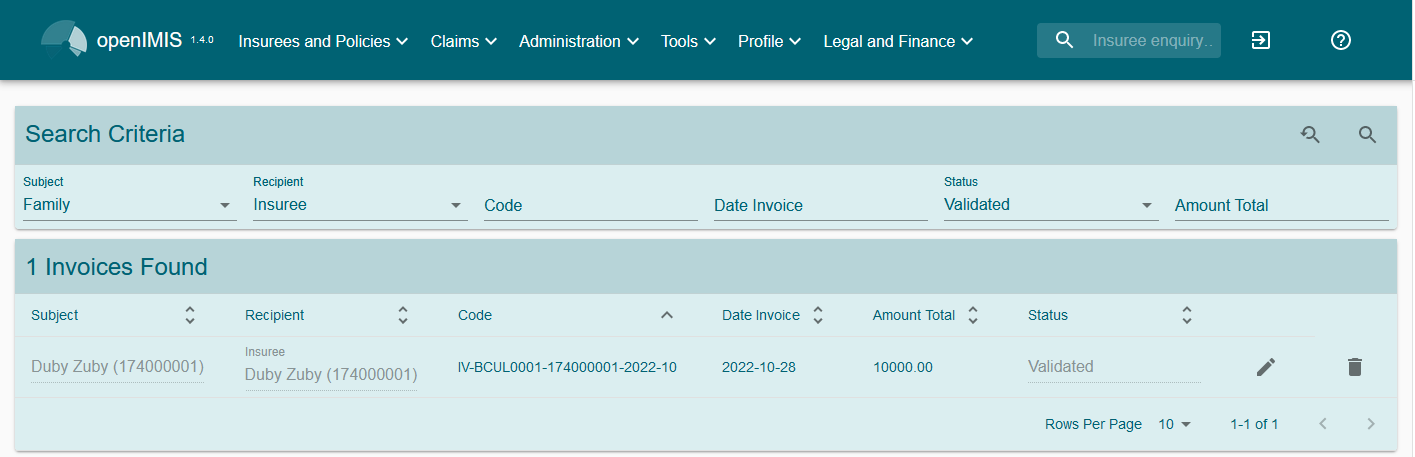 openIMIS 1.4.0 Insurees and Policies Claims Administration Tools Profile Legal and Finance Insuree enquiry..
Search Criteria
Subject Recipient Status
Family Insuree Code Date Invoice Validated Amount Total
1 Invoices Found
Subject Recipient Code Date Invoice Amount Total Status
Insuree
Duby Zuby (174000001) Duby Zuby (174000001) IV-BCUL0001-174000001-2022-10 2022-10-28 10000.00 Validated
Rows Per Page 10 1-1 of 1